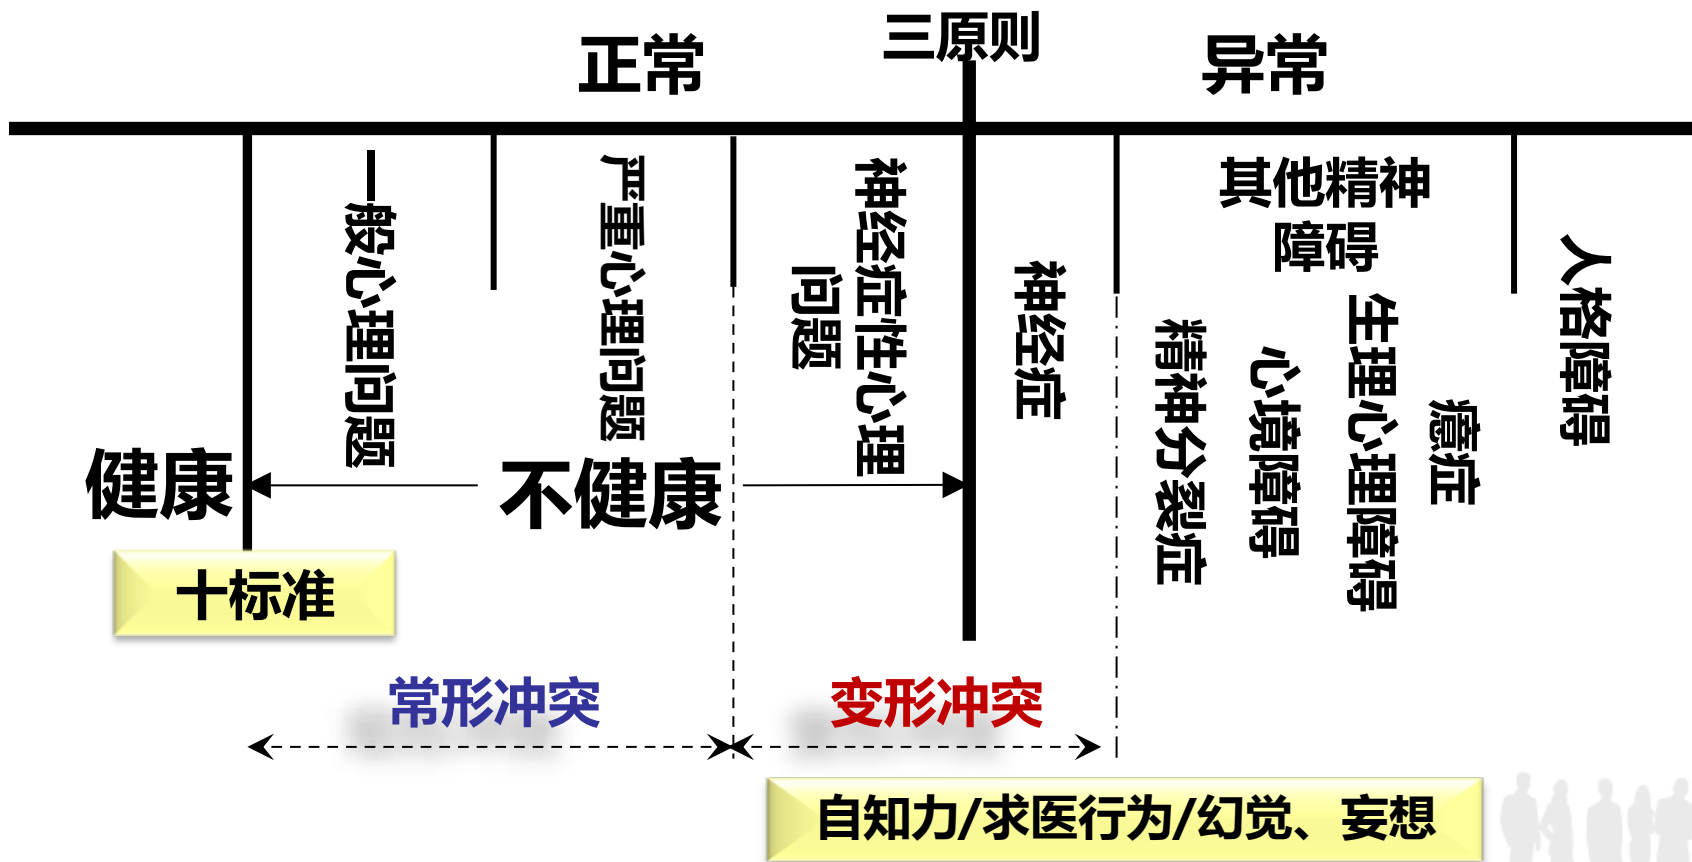 三原则
正常
异常
一般心理问题
严重心理问题
神经症性心理
问题
神经症
其他精神
障碍
精神分裂症
心境障碍
生理心理障碍
癔症
人格障碍
健康
不健康
十标准
常形冲突
变形冲突
自知力/求医行为/幻觉、妄想